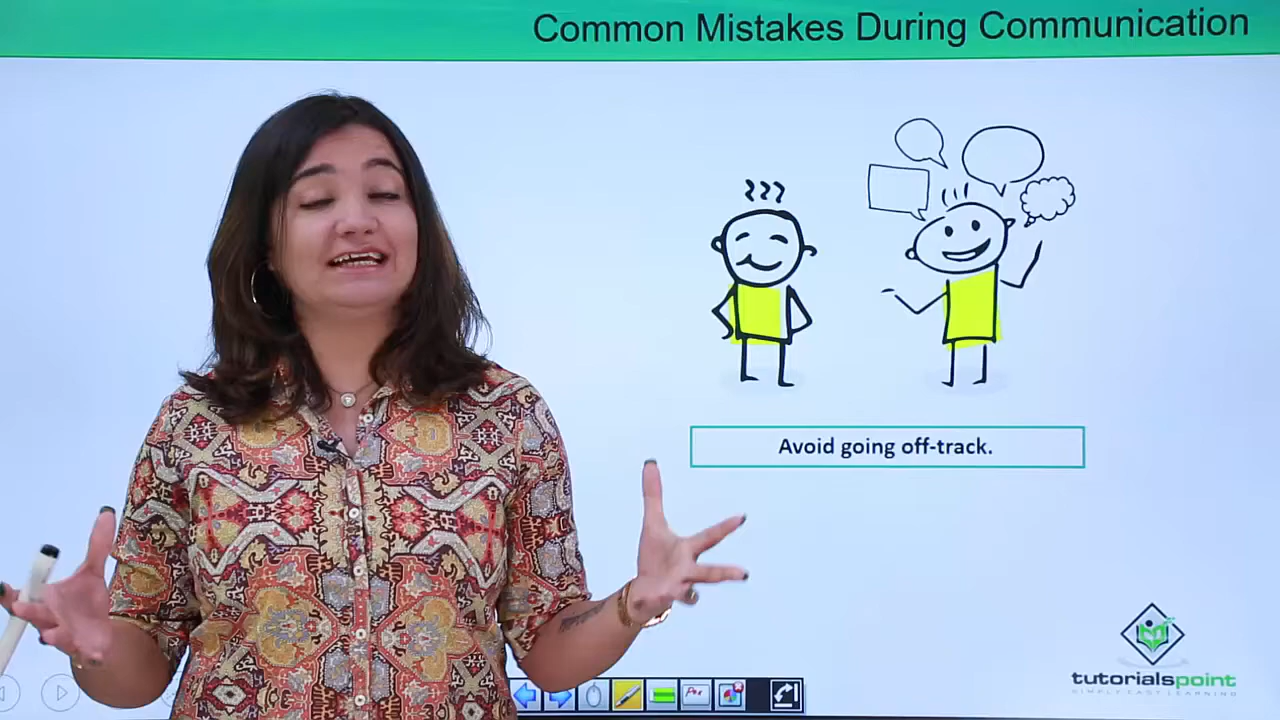 Common Mistakes During Communication
Avoid going off-track.
tutorialspoint
SIMPLY EASY LEARNING